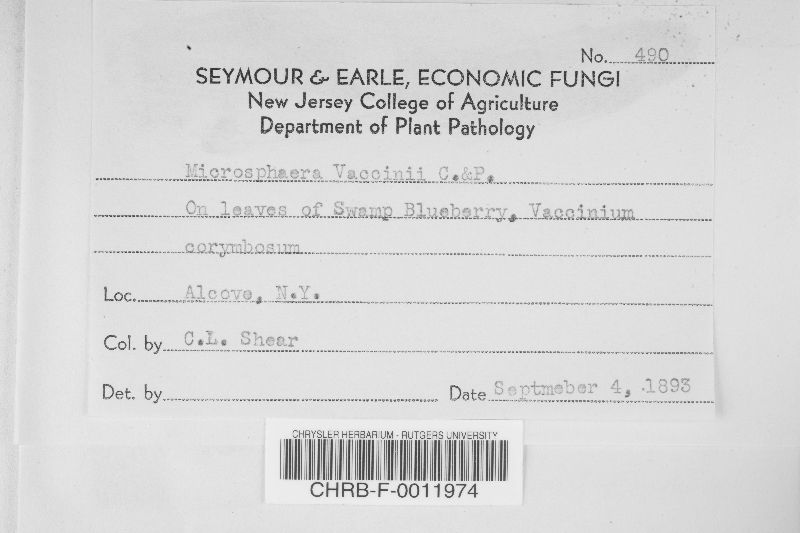 No. 490
SEYMOUR & EARLE, ECONOMIC FUNGI
New Jersey College of Agriculture
Department of Plant Pathology
Microsphaera Vaccinii C.&P.
On leaves of Swamp Blueberry, Vaccinium
corymbosum
Loc. Alcove, N.Y.
Col. by C.L. Shear
Det. by
Date Septmeber 4, 1893
CHRYSLER HERBARIUM - RUTGERS UNIVERSITY
CHRB-F-0011974